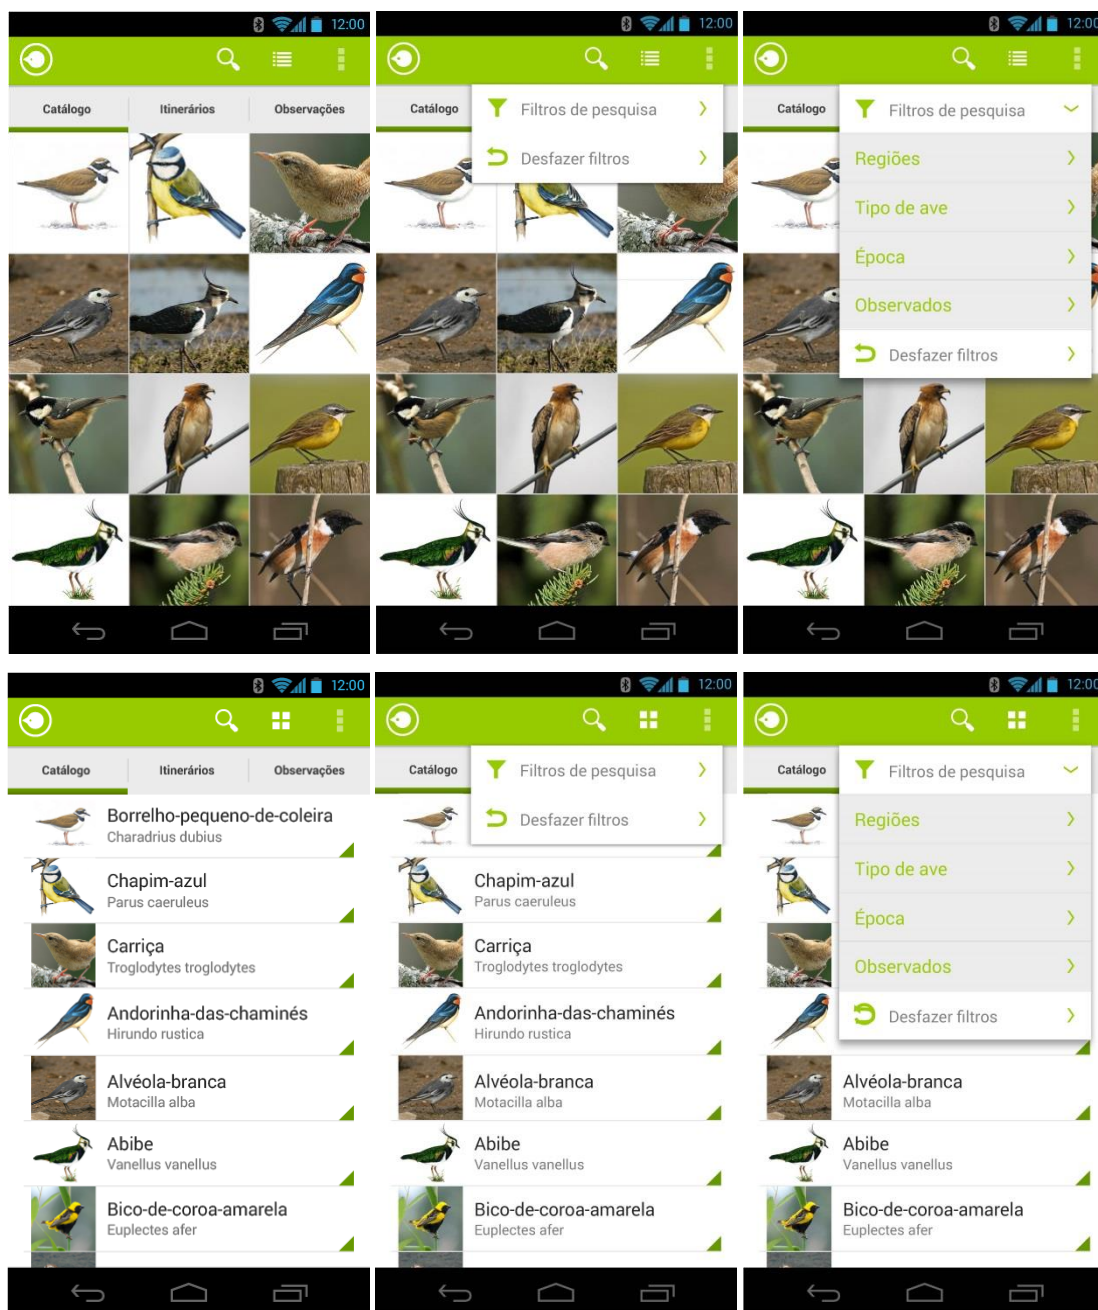 12:00
Catálogo Itinerários Observações
12:00
Catálogo
Filtros de pesquisa
Desfazer filtros
12:00
Catálogo
Filtros de pesquisa
Regiões
Tipo de ave
Época
Observados
Desfazer filtros
12:00
Catálogo Itinerários Observações
Borrelho-pequeno-de-coleira
Charadrius dubius
Chapim-azul
Parus caeruleus
Carriça
Troglodytes troglodytes
Andorinha-das-chaminés
Hirundo rustica
Alvéola-branca
Motacilla alba
Abibe
Vanellus vanellus
Bico-de-coroa-amarela
Euplectes afer
12:00
Catálogo
Filtros de pesquisa
Desfazer filtros
Chapim-azul
Parus caeruleus
Carriça
Troglodytes troglodytes
Andorinha-das-chaminés
Hirundo rustica
Alvéola-branca
Motacilla alba
Abibe
Vanellus vanellus
Bico-de-coroa-amarela
Euplectes afer
12:00
Catálogo
Filtros de pesquisa
Regiões
Tipo de ave
Época
Observados
Desfazer filtros
Alvéola-branca
Motacilla alba
Abibe
Vanellus vanellus
Bico-de-coroa-amarela
Euplectes afer